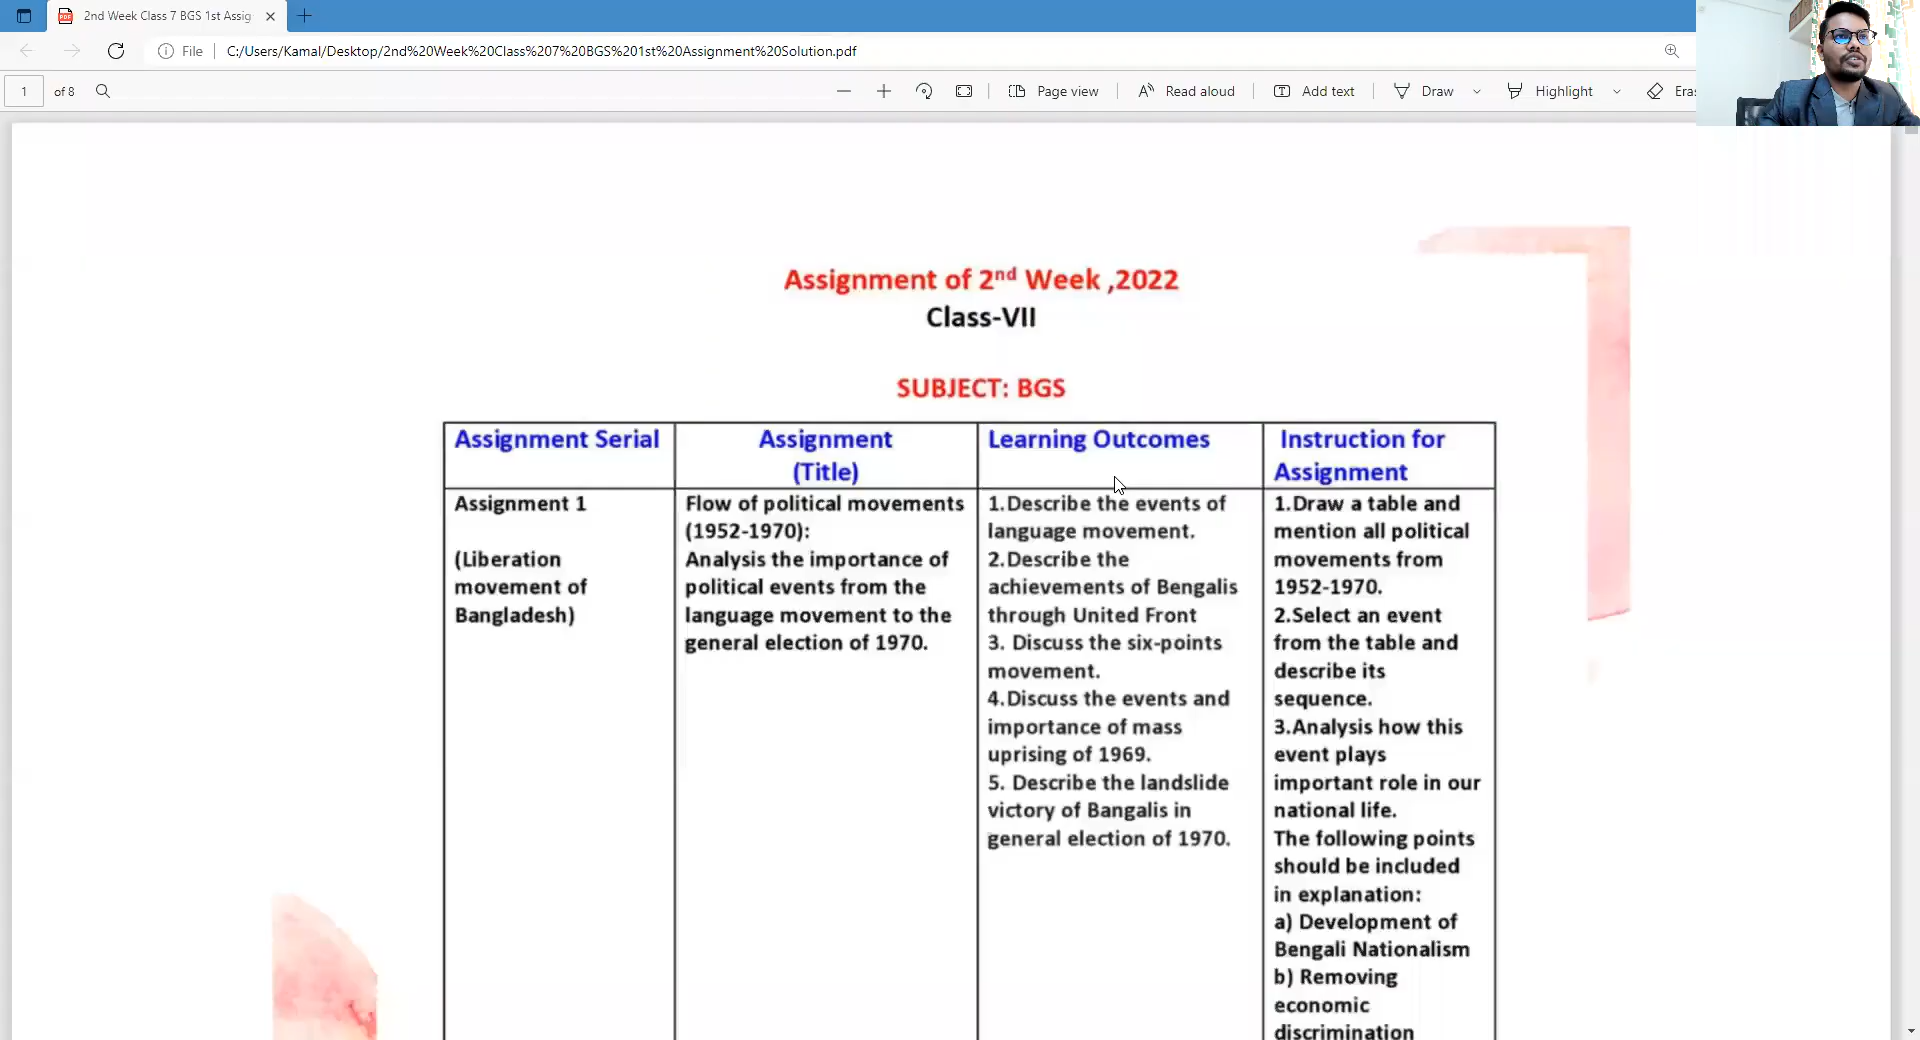 2nd Week Class 7 BGS 1st Assig
File
C:/Users/Kamal/Desktop/2nd%20Week%20Class%207%20BGS%201st%20Assignment%20Solution.pdf
1 of 8
Page view
Read aloud
Add text
Draw
Highlight
Eras
Assignment of 2nd Week ,2022
Class-VII
SUBJECT: BGS
Assignment Serial
Assignment
(Title)
Learning Outcomes
Instruction for
Assignment
Assignment 1
(Liberation
movement of
Bangladesh)
Flow of political movements
(1952-1970):
Analysis the importance of
political events from the
language movement to the
general election of 1970.
1.Describe the events of
language movement.
2.Describe the
achievements of Bengalis
through United Front
3. Discuss the six-points
movement.
4.Discuss the events and
importance of mass
uprising of 1969.
5. Describe the landslide
victory of Bangalis in
general election of 1970.
1.Draw a table and
mention all political
movements from
1952-1970.
2.Select an event
from the table and
describe its
sequence.
3.Analysis how this
event plays
important role in our
national life.
The following points
should be included
in explanation:
a) Development of
Bengali Nationalism
b) Removing
economic
discrimination